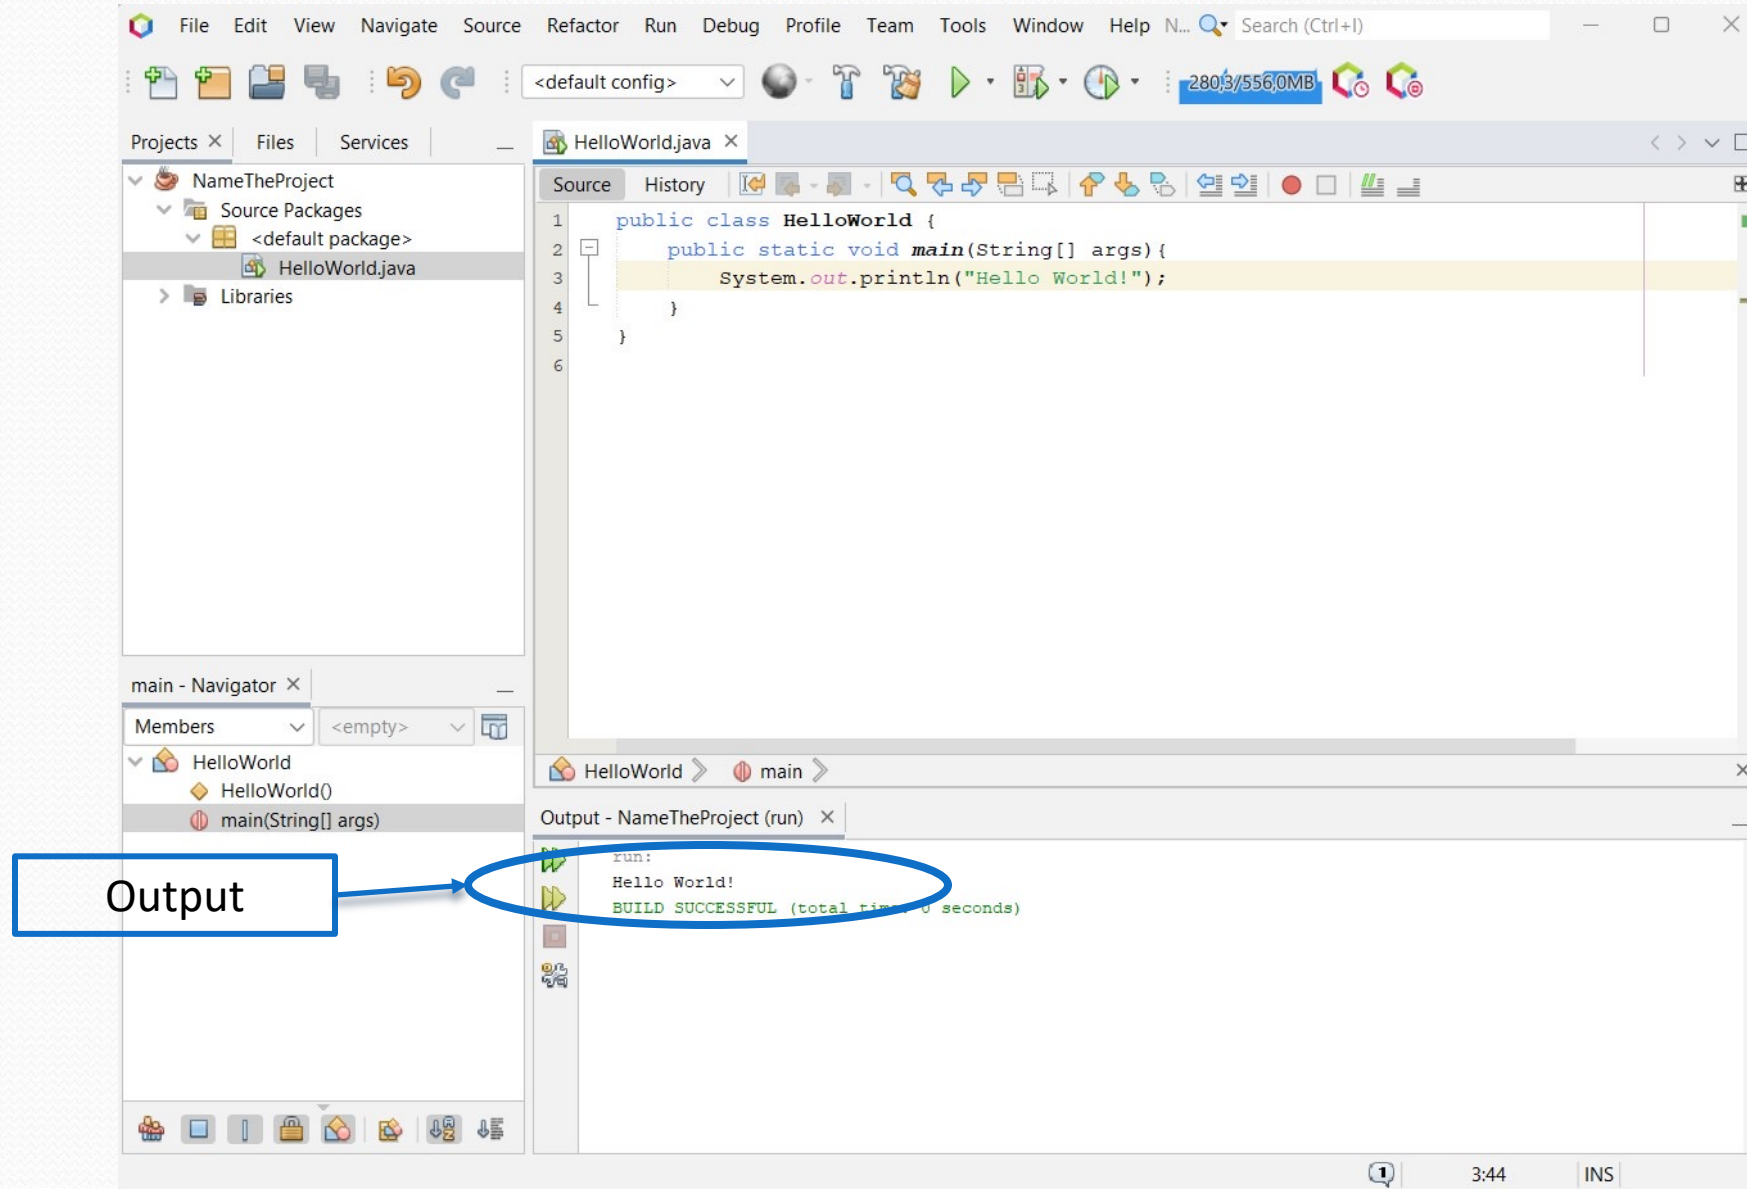 File Edit View Navigate Source Refactor Run Debug Profile Team Tools Window Help N... Search (Ctrl+I)
<default config> 280,3/556,0MB
Projects Files Services
NameTheProject
Source Packages
<default package>
HelloWorld.java
Libraries
HelloWorld.java
Source History
1 public class HelloWorld {
2 public static void main(String[] args){
3 System.out.println("Hello World!");
4 }
5 }
6
main - Navigator
Members <empty>
HelloWorld
HelloWorld()
main(String[] args)
HelloWorld main
Output - NameTheProject (run)
run:
Hello World!
BUILD SUCCESSFUL (total time: 0 seconds)
Output
1 3:44 INS